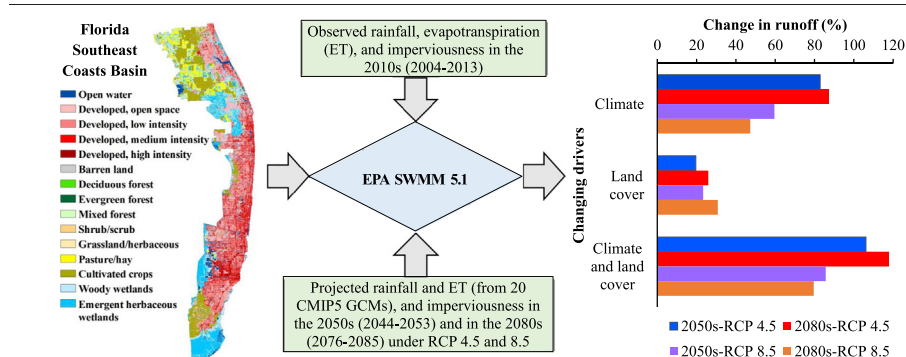 Florida
Southeast
Coasts Basin
Open water
Developed, open space
Developed, low intensity
Developed, medium intensity
Developed, high intensity
Barren land
Deciduous forest
Evergreen forest
Mixed forest
Shrub/scrub
Grassland/herbaceous
Pasture/hay
Cultivated crops
Woody wetlands
Emergent herbaceous
wetlands
Observed rainfall, evapotranspiration
(ET), and imperviousness in the
2010s (2004-2013)
EPA SWMM 5.1
Projected rainfall and ET (from 20
CMIP5 GCMs), and imperviousness in
the 2050s (2044-2053) and in the 2080s
(2076-2085) under RCP 4.5 and 8.5
Change in runoff (%)
0 20 40 60 80 100 120
Changing drivers
Climate
Land
cover
Climate
and land
cover
2050s-RCP 4.5 2080s-RCP 4.5
2050s-RCP 8.5 2080s-RCP 8.5